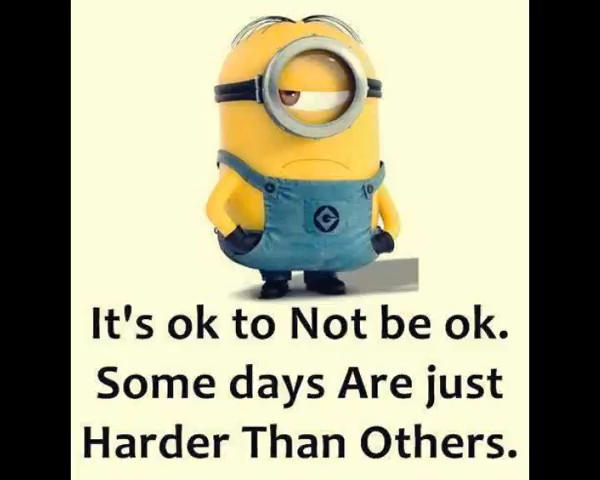 It's ok to Not be ok.
Some days Are just
Harder Than Others.